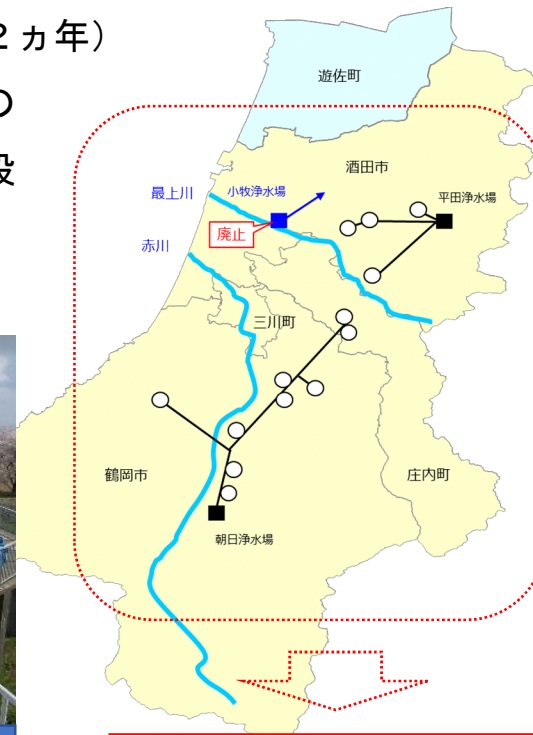 ２ヵ年）
の
設
遊佐町
酒田市
最上川
小牧浄水場
平田浄水場
廃止
赤川
三川町
鶴岡市
庄内町
朝日浄水場